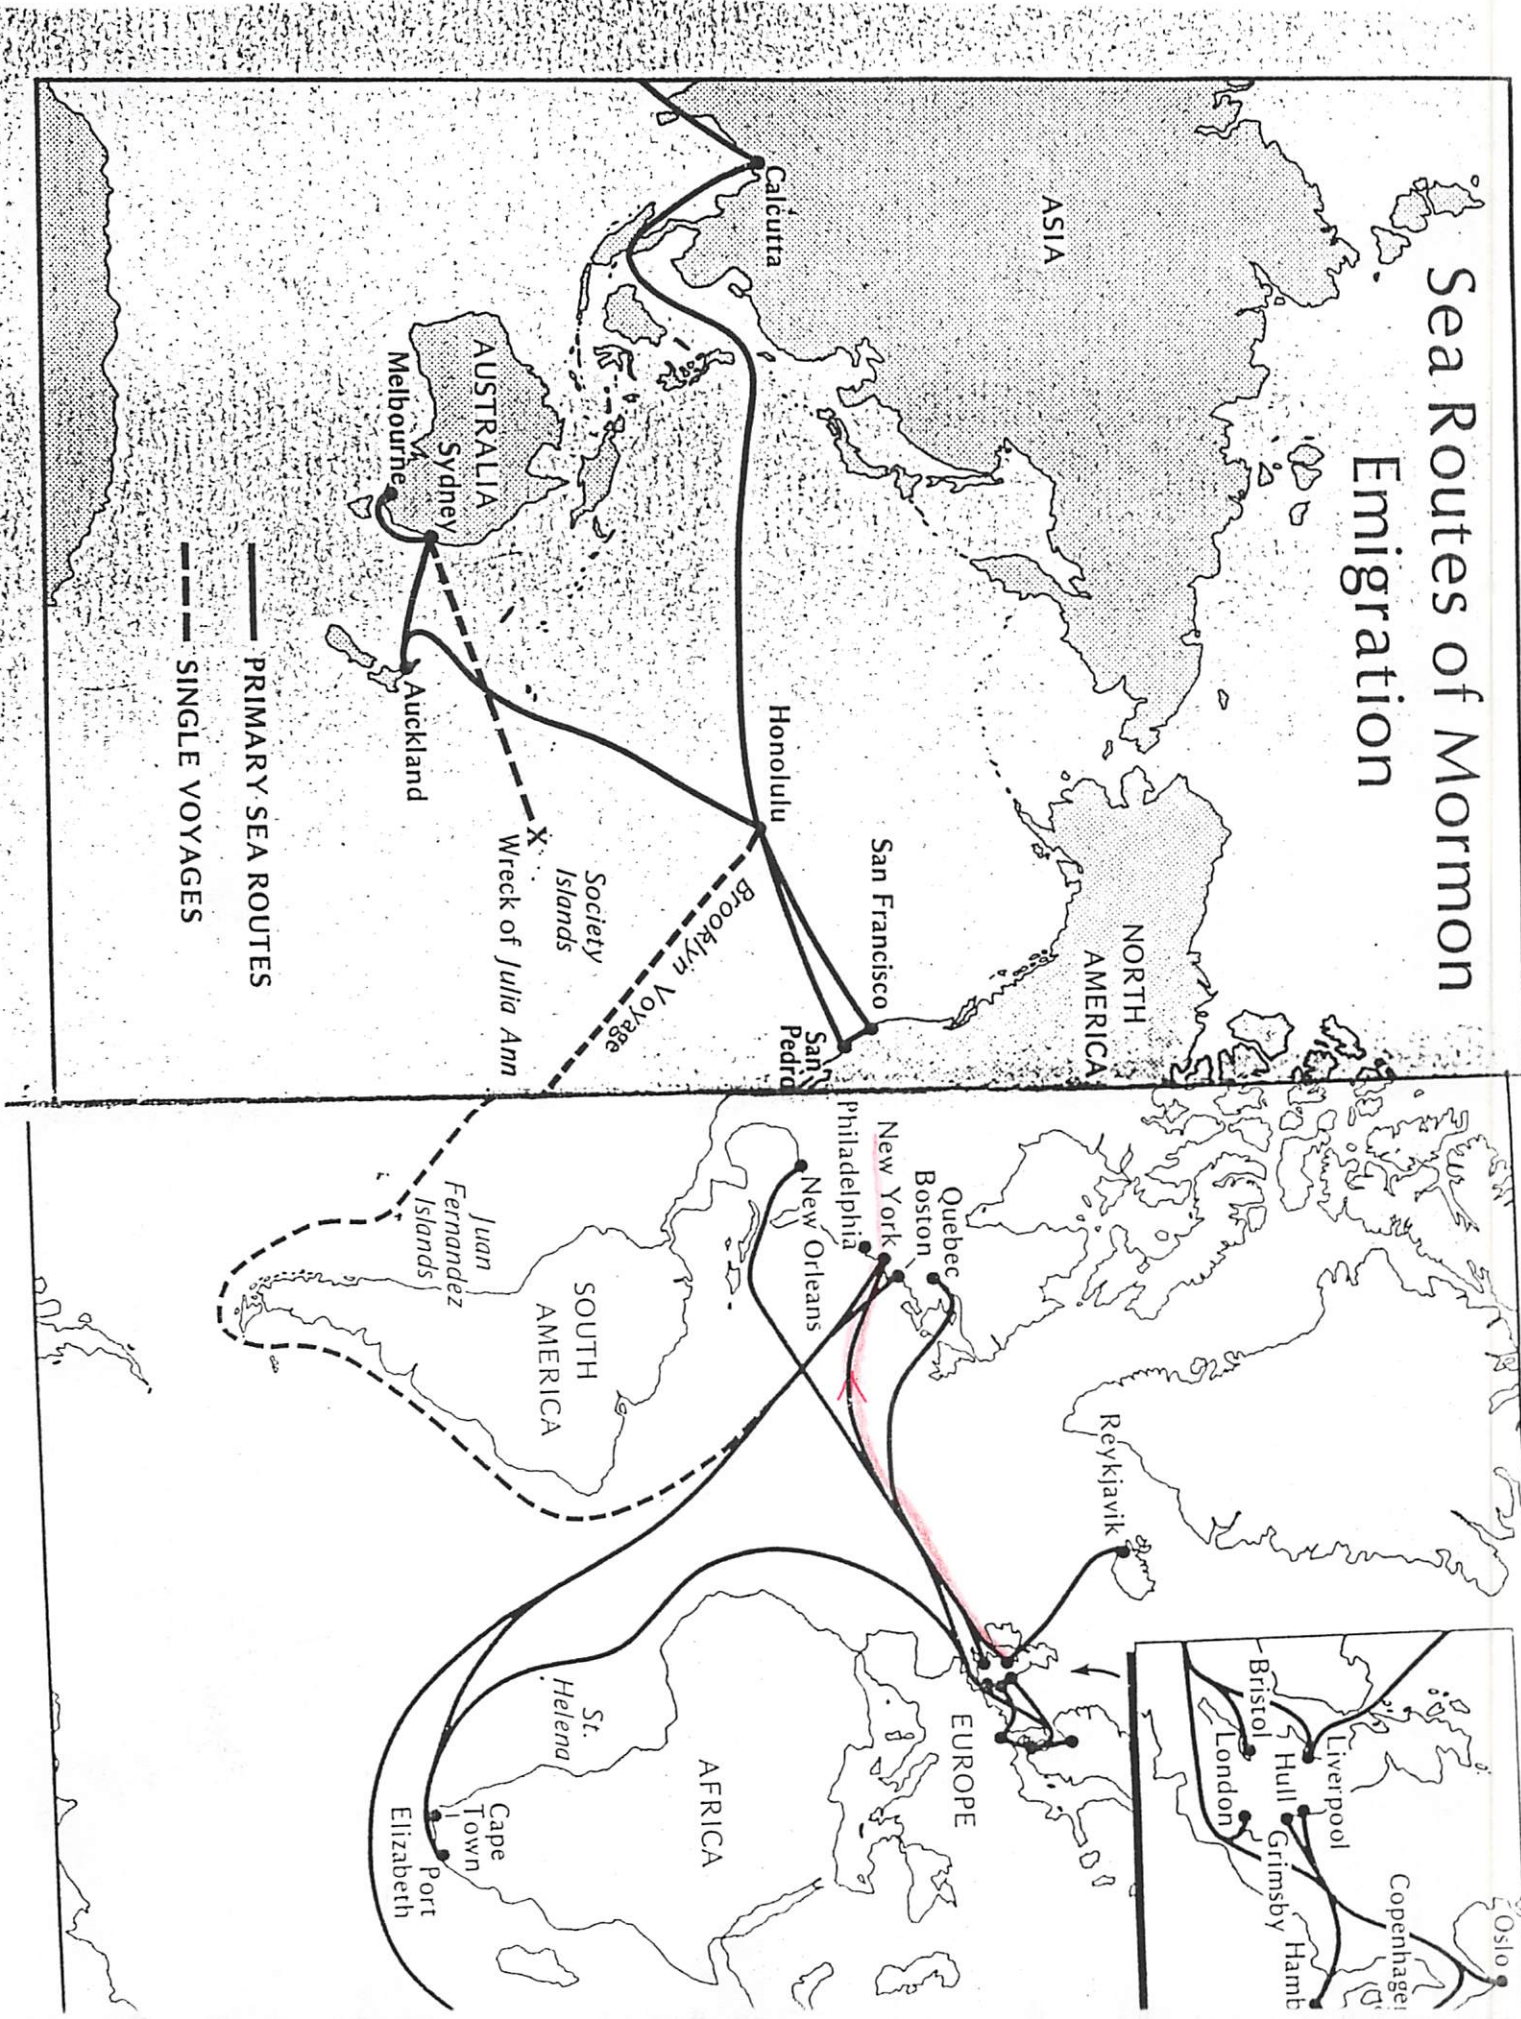 Sea Routes of Mormon
Emigration
ASIA
Calcutta
AUSTRALIA
Sydney
Melbourne
Auckland
Honolulu
San Francisco
San
Pedro
NORTH
AMERICA
Society
Islands
Wreck of Julia Ann
X
Brooklyn Voyage
PRIMARY SEA ROUTES
SINGLE VOYAGES
Quebec
Boston
New York
Philadelphia
New Orleans
Juan
Fernandez
Islands
SOUTH
AMERICA
Reykjavik
EUROPE
AFRICA
St.
Helena
Cape
Town
Port
Elizabeth
Liverpool
Hull
Bristol
London
Grimsby
Hamb
Copenhage
Oslo